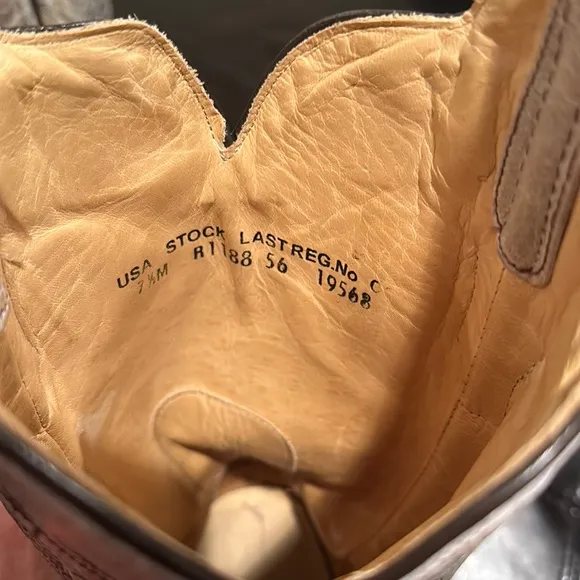 USA STOCK LAST REG.No C
7½M R1188 56 19568